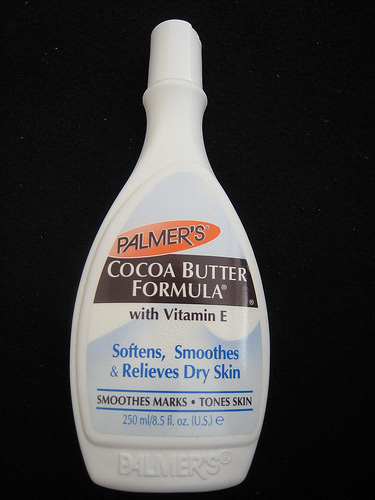 PALMER'S®
COCOA BUTTER
FORMULA®
®
with Vitamin E
Softens, Smoothes
& Relieves Dry Skin
SMOOTHES MARKS • TONES SKIN
250 ml/8.5 fl. oz. (U.S.) ℮
PALMER'S®